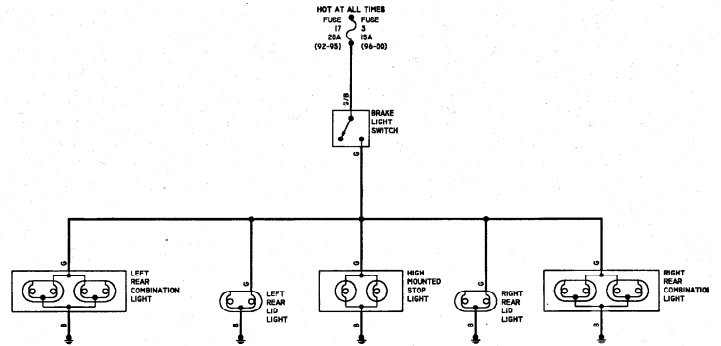 HOT AT ALL TIMES
FUSE FUSE
17 3
20A 15A
(92-95) (96-00)
G/B
BRAKE
LIGHT
SWITCH
G
G
G
G
G
G
LEFT
REAR
COMBINATION
LIGHT
LEFT
REAR
LID
LIGHT
HIGH
MOUNTED
STOP
LIGHT
RIGHT
REAR
LID
LIGHT
RIGHT
REAR
COMBINATION
LIGHT
B
B
B
B
B